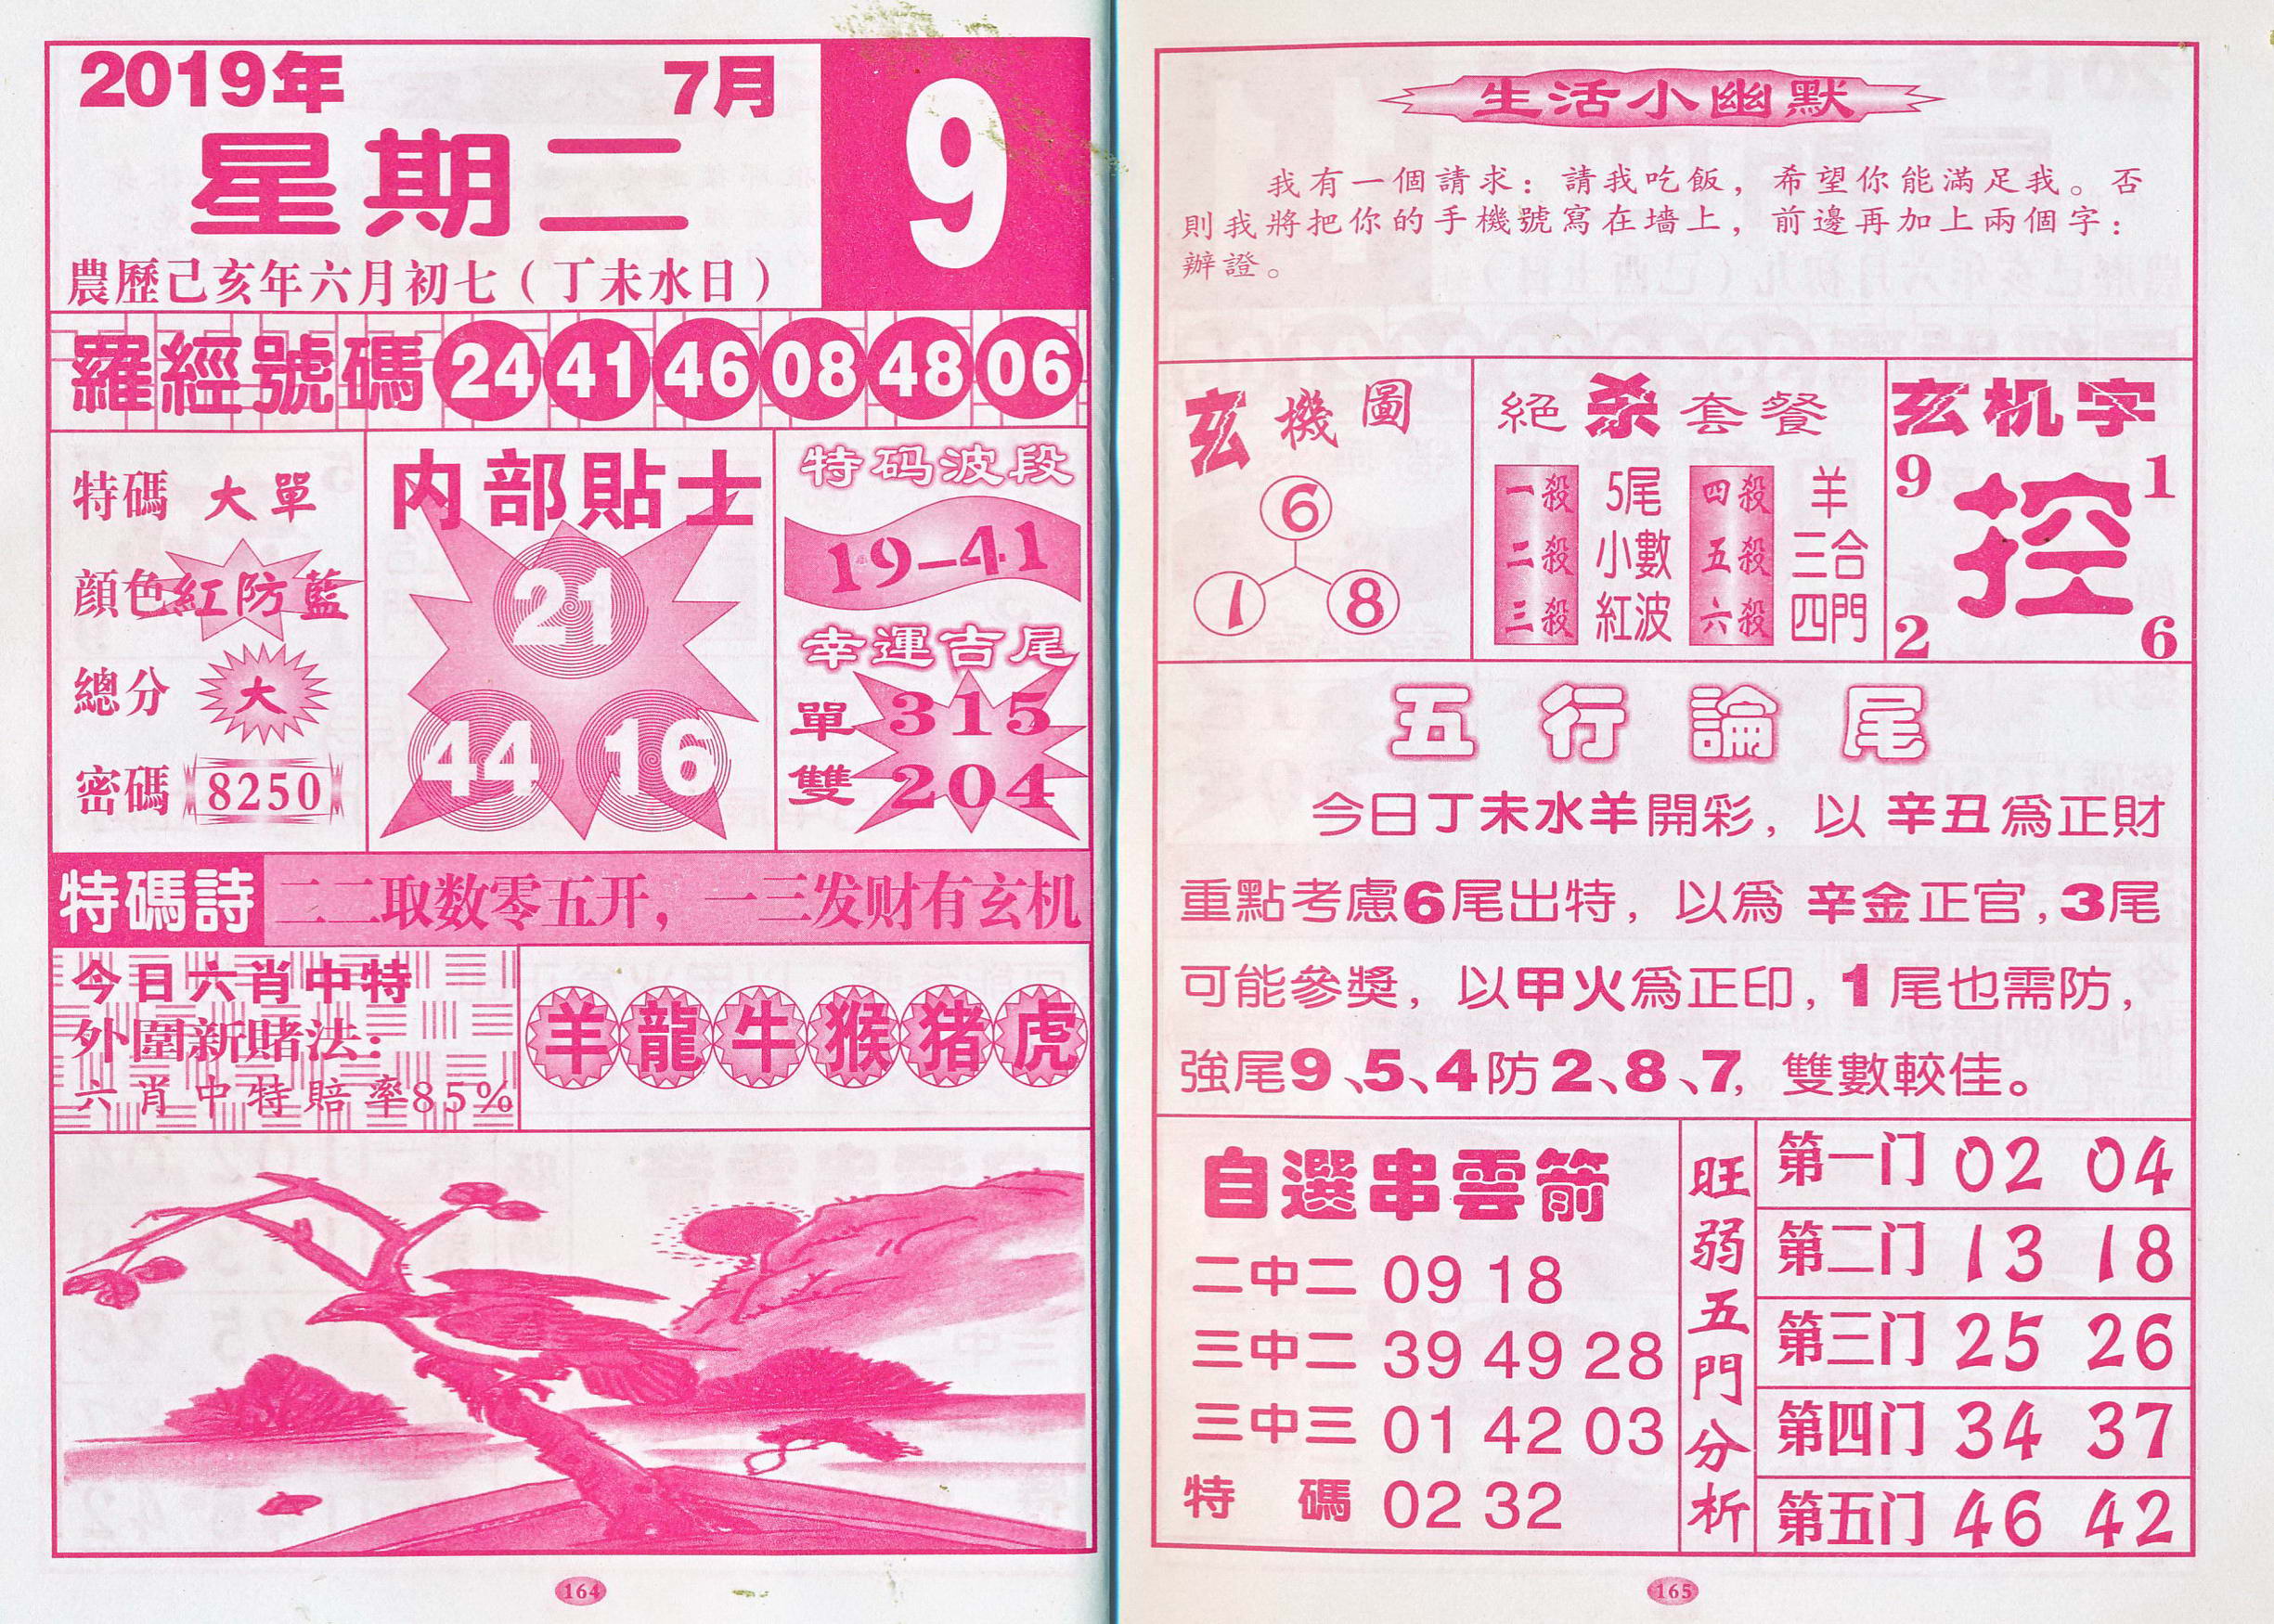 2019年 7月
9
星期二
農歷己亥年六月初七（丁未水日）
羅經號碼 24 41 46 08 48 06
特碼 大單
顏色 紅防藍
總分 大
密碼 8250
内部貼士
21
44 16
特码波段
19-41
幸運吉尾
單 315
雙 204
特碼詩 二二取数零五开，一三发财有玄机
今日六肖中特
外圍新賭法：
六肖中特賠率85%
羊 龍 牛 猴 猪 虎
164
生活小幽默
我有一個請求：請我吃飯，希望你能滿足我。否
則我將把你的手機號寫在墻上，前邊再加上兩個字：
辦證。
玄機圖
6
1 8
絕杀套餐
一殺 5尾 四殺 羊
二殺 小數 五殺 三合
三殺 紅波 六殺 四門
玄机字
9 1
控
2 6
五行論尾
今日丁未水羊開彩，以 辛丑為正財
重點考慮6尾出特，以為 辛金正官，3尾
可能參獎，以甲火為正印，1尾也需防，
強尾9、5、4防2、8、7，雙數較佳。
自選串雲箭
二中二 09 18
三中二 39 49 28
三中三 01 42 03
特 碼 02 32
旺弱五門分析
第一门 02 04
第二门 13 18
第三门 25 26
第四门 34 37
第五门 46 42
165